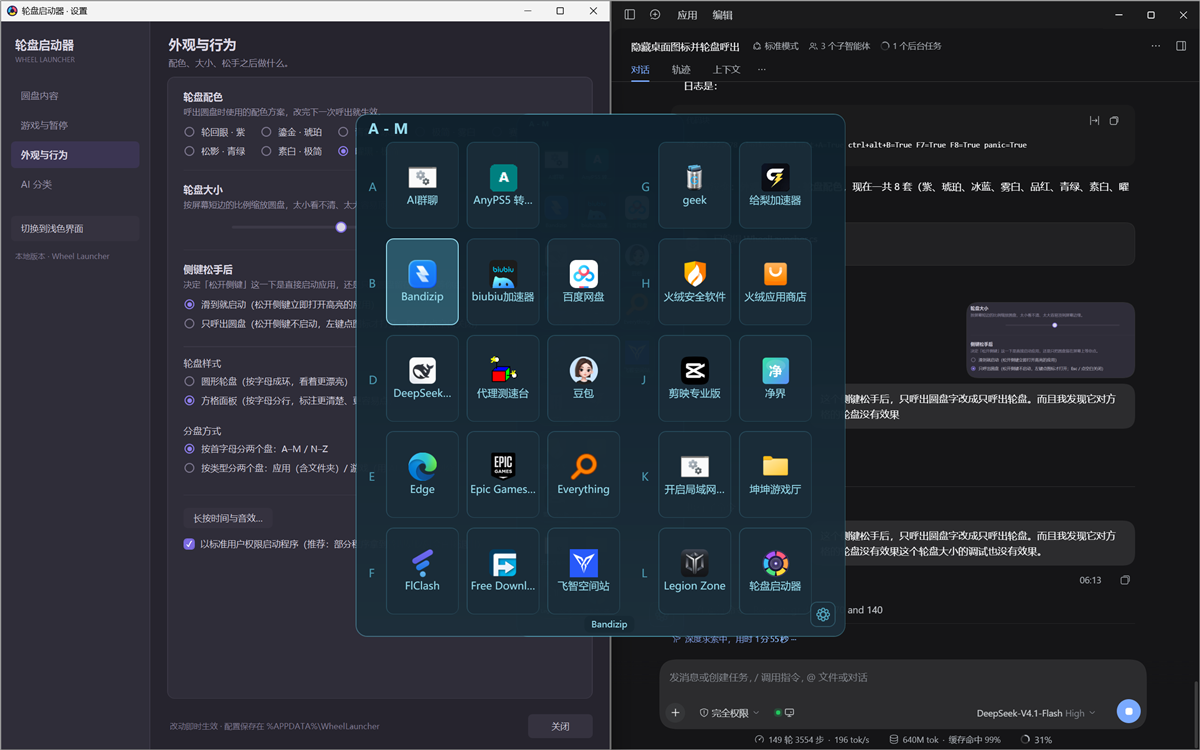 轮盘启动器 · 设置
轮盘启动器
WHEEL LAUNCHER
圆盘内容
游戏与暂停
外观与行为
AI 分类
切换到浅色界面
本地版本 · Wheel Launcher
外观与行为
配色、大小、松手之后做什么。
轮盘配色
呼出圆盘时使用的配色方案，改完下一次呼出就生效
轮回眼 · 紫
鎏金 · 琥珀
松影 · 青绿
素白 · 极简
轮盘大小
按屏幕短边的比例缩放圆盘，太小看不清、太
侧键松手后
决定「松开侧键」这一下是直接启动应用，还
滑到就启动（松开侧键立即打开高亮的
只呼出圆盘（松开侧键不启动，左键点
轮盘样式
圆形轮盘（按字母成环，看着更漂亮）
方格面板（按字母分行，标注更清楚、
分盘方式
按首字母分两个盘：A–M / N–Z
按类型分两个盘：应用（含文件夹）/
长按时间与音效...
以标准用户权限启动程序（推荐：部分
改动即时生效 · 配置保存在 %APPDATA%\WheelLauncher
关闭
A - M
A
AI群聊
AnyPS5 转...
G
geek
给梨加速器
B
Bandizip
biubiu
biubiu加速器
百度网盘
H
火绒安全软件
火绒应用商店
D
DeepSeek...
代理测速台
豆包
J
剪映专业版
净
净界
E
Edge
EPIC GAMES
Epic Games...
Everything
K
开启局域网...
坤坤游戏厅
F
FlClash
Free Downl...
飞智空间站
L
Legion Zone
轮盘启动器
Bandizip
应用
编辑
隐藏桌面图标并轮盘呼出
标准模式
3 个子智能体
1 个后台任务
对话
轨迹
上下文
日志是：
ctrl+alt+B=True F7=True F8=True panic=True
现在一共 8 套（紫、琥珀、冰蓝、雾白、品红、青绿、素白、曜
轮盘大小
侧键松手后
侧键松手后，只呼出圆盘字改成只呼出轮盘。而且我发现它对方
轮盘没有效果
侧键松手后，只呼出圆盘字改成只呼出轮盘。而且我发现它对方
轮盘没有效果这个轮盘大小的调试也没有效果。
06:13
and 140
深度求索中，用时 1分55秒
发消息或创建任务，/ 调用指令，@ 文件或对话
完全权限
DeepSeek-V4.1-Flash High
149 轮 3554 步 · 196 tok/s
640M tok · 缓存命中 99%
31%